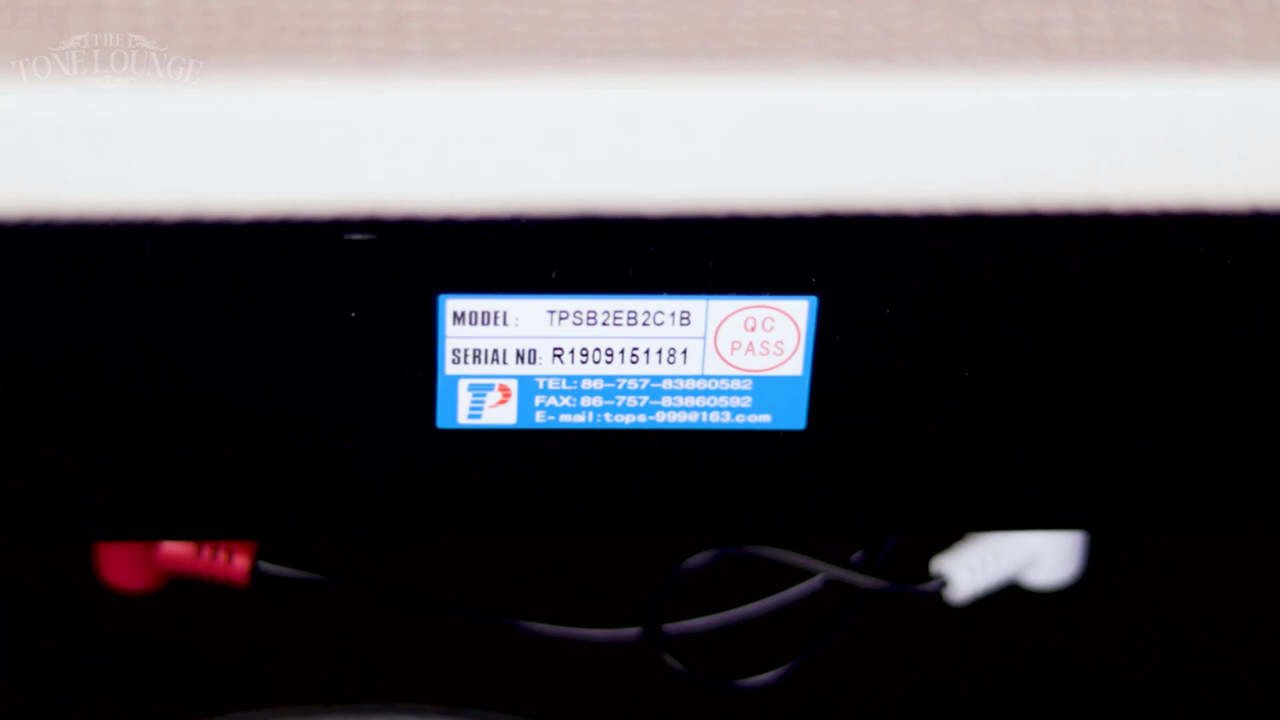 THE
TONE LOUNGE
MODEL: TPSB2EB2C1B
SERIAL NO: R1909151181
QC
PASS
TP
TEL: 86-757-83860582
FAX: 86-757-83860592
E-mail:tops-999@163.com